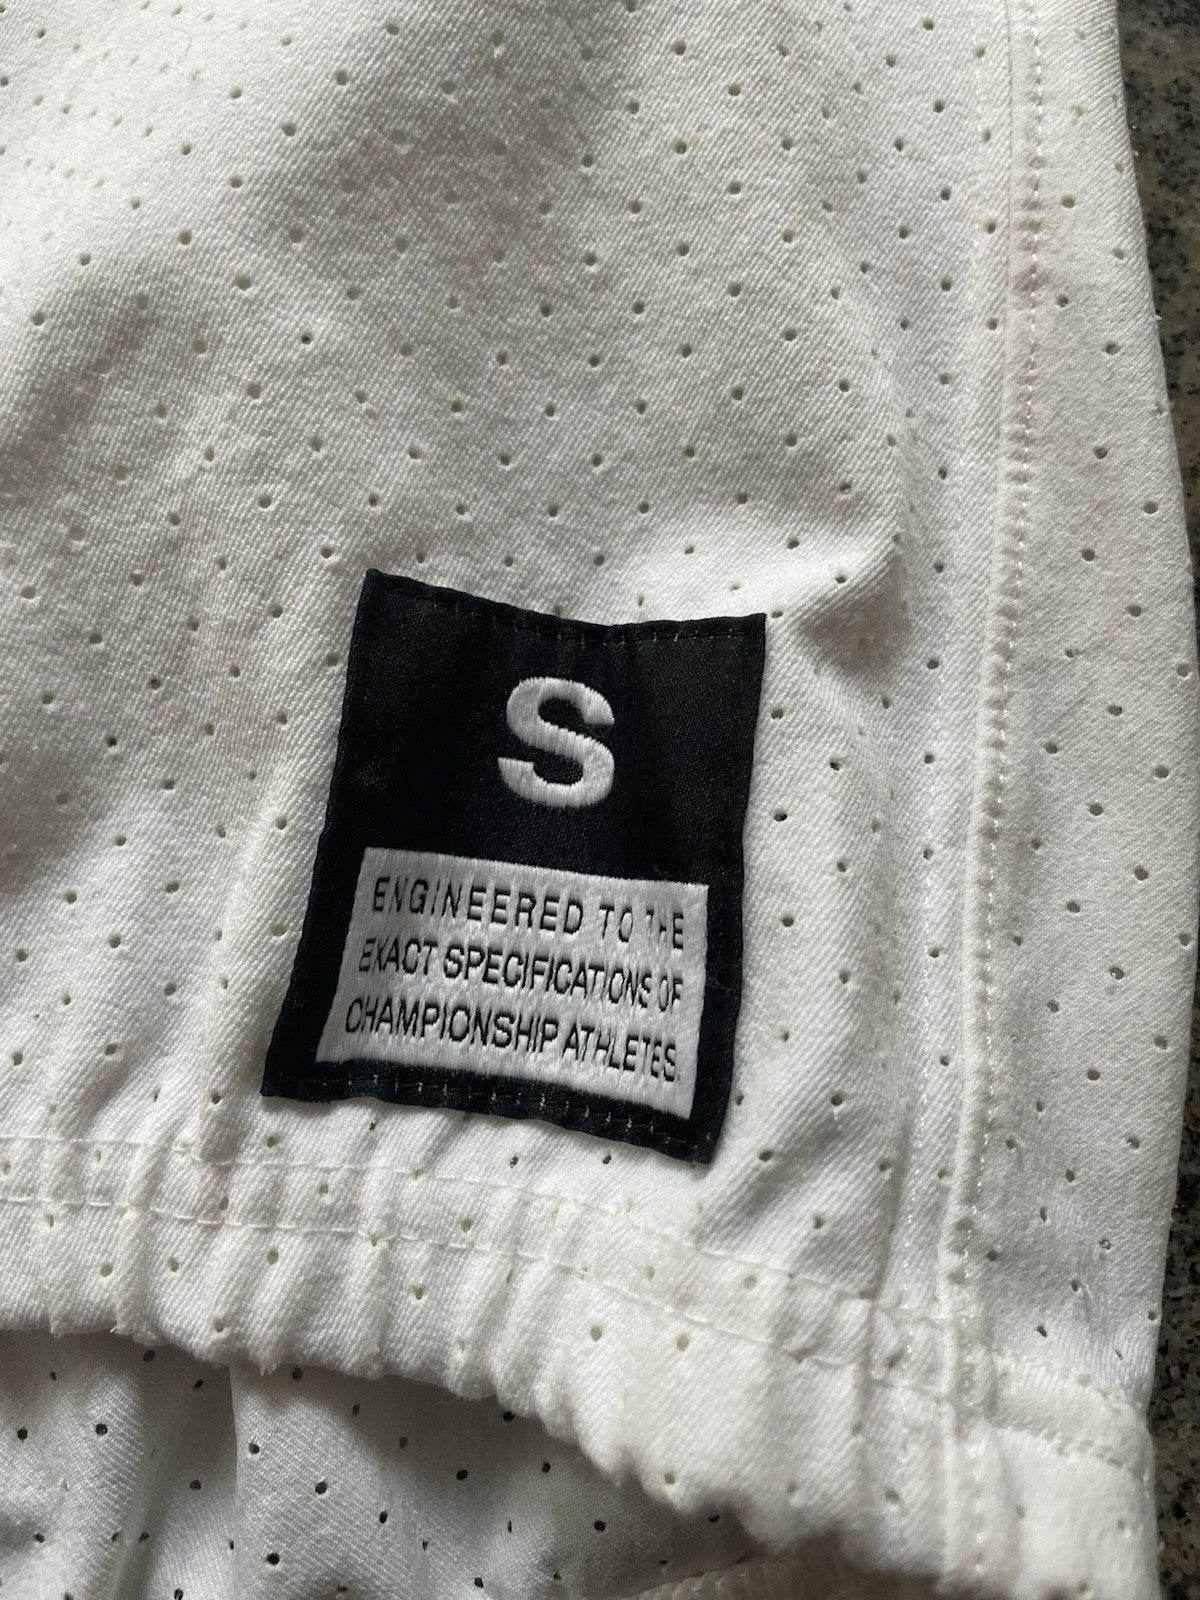 S
ENGINEERED TO THE
EXACT SPECIFICATIONS OF
CHAMPIONSHIP ATHLETES.